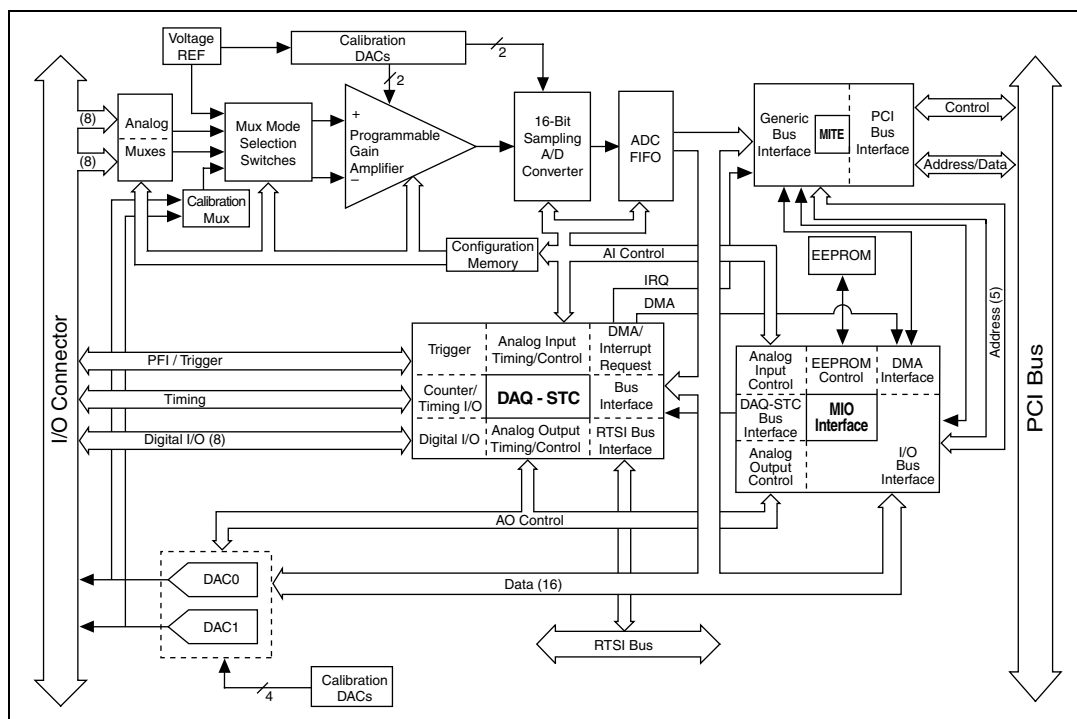 Voltage
REF
Calibration
DACs
2
2
(8)
(8)
Analog
Muxes
Mux Mode
Selection
Switches
+
Programmable
Gain
Amplifier
–
16-Bit
Sampling
A/D
Converter
ADC
FIFO
Generic
Bus
Interface
MITE
PCI
Bus
Interface
Control
Address/Data
Calibration
Mux
Configuration
Memory
AI Control
EEPROM
IRQ
DMA
Address (5)
I/O Connector
PCI Bus
PFI / Trigger
Timing
Digital I/O (8)
Trigger
Analog Input
Timing/Control
DMA/
Interrupt
Request
Counter/
Timing I/O
DAQ - STC
Bus
Interface
Digital I/O
Analog Output
Timing/Control
RTSI Bus
Interface
Analog
Input
Control
EEPROM
Control
DMA
Interface
DAQ-STC
Bus
Interface
MIO
Interface
Analog
Output
Control
I/O
Bus
Interface
AO Control
DAC0
DAC1
Data (16)
RTSI Bus
4
Calibration
DACs